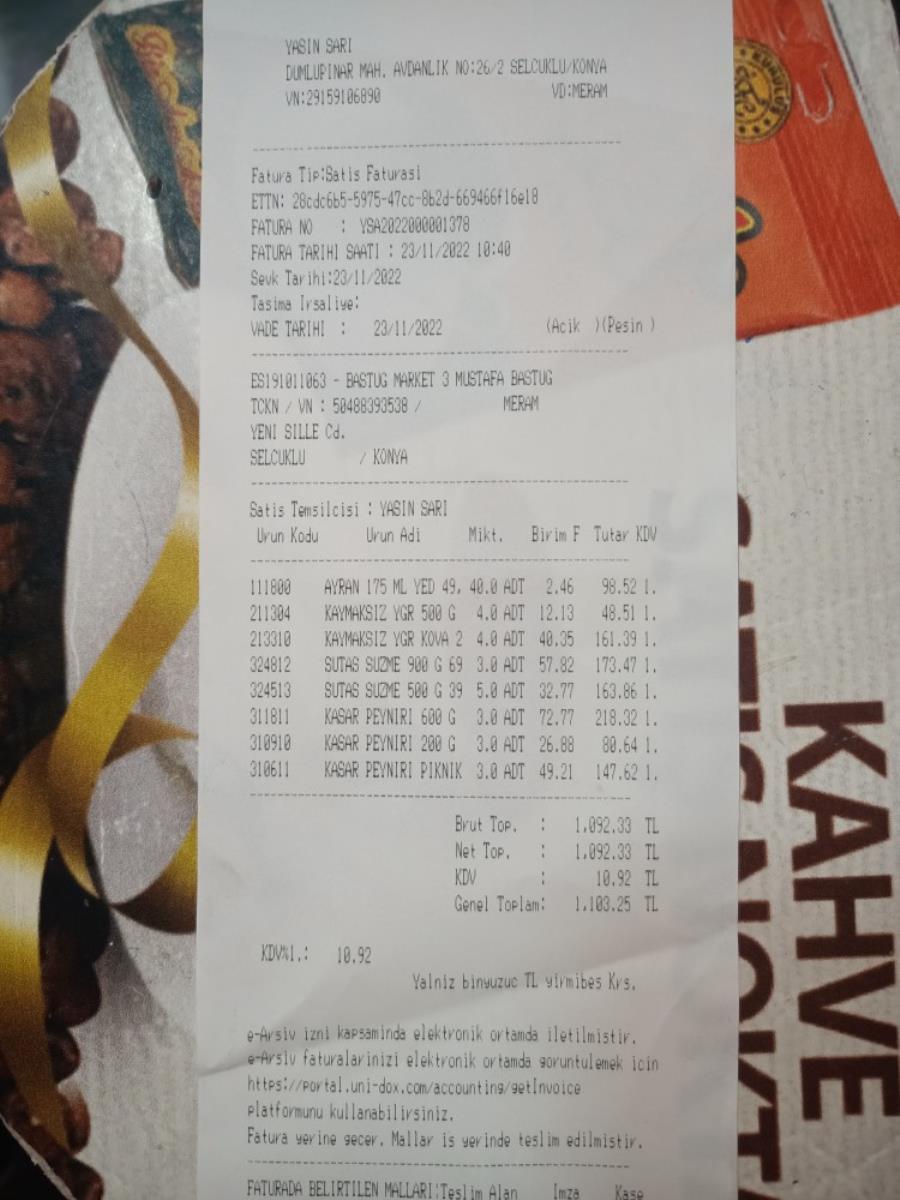 YASIN SARI
DUMLUPINAR MAH. AVDANLIK NO:26/2 SELCUKLU/KONYA
VN:29159106890 VD:MERAM
Fatura Tip:Satis Faturasi
ETTN: 28cdc6b5-5975-47cc-8b2d-669466f16e18
FATURA NO : YSA2022000001378
FATURA TARIHI SAATI : 23/11/2022 10:40
Sevk Tarihi:23/11/2022
Tasima Irsaliye:
VADE TARIHI : 23/11/2022 (Acik )(Pesin )
ES191011063 - BASTUG MARKET 3 MUSTAFA BASTUG
TCKN / VN : 50488393538 / MERAM
YENI SILLE Cd.
SELCUKLU / KONYA
Satis Temsilcisi : YASIN SARI
Urun Kodu Urun Adi Mikt. Birim F Tutar KDV
111800 AYRAN 175 ML YED 49, 40.0 ADT 2.46 98.52 1.
211304 KAYMAKSIZ YGR 500 G 4.0 ADT 12.13 48.51 1.
213310 KAYMAKSIZ YGR KOVA 2 4.0 ADT 40.35 161.39 1.
324812 SUTAS SUZME 900 G 69 3.0 ADT 57.82 173.47 1.
324513 SUTAS SUZME 500 G 39 5.0 ADT 32.77 163.86 1.
311811 KASAR PEYNIRI 600 G 3.0 ADT 72.77 218.32 1.
310910 KASAR PEYNIRI 200 G 3.0 ADT 26.88 80.64 1.
310611 KASAR PEYNIRI PIKNIK 3.0 ADT 49.21 147.62 1.
Brut Top. : 1,092.33 TL
Net Top. : 1,092.33 TL
KDV : 10.92 TL
Genel Toplam: 1,103.25 TL
KDV%1.: 10.92
Yalniz binyuzuc TL yirmibes Krs.
e-Arsiv izni kapsaminda elektronik ortamda iletilmistir.
e-Arsiv faturalarinizi elektronik ortamda goruntulemek icin
https://portal.uni-dox.com/accounting/getInvoice
platformunu kullanabilirsiniz.
Fatura yerine gecer. Mallar is yerinde teslim edilmistir.
FATURADA BELIRTILEN MALLARI:Teslim Alan Imza Kase
KAHVE